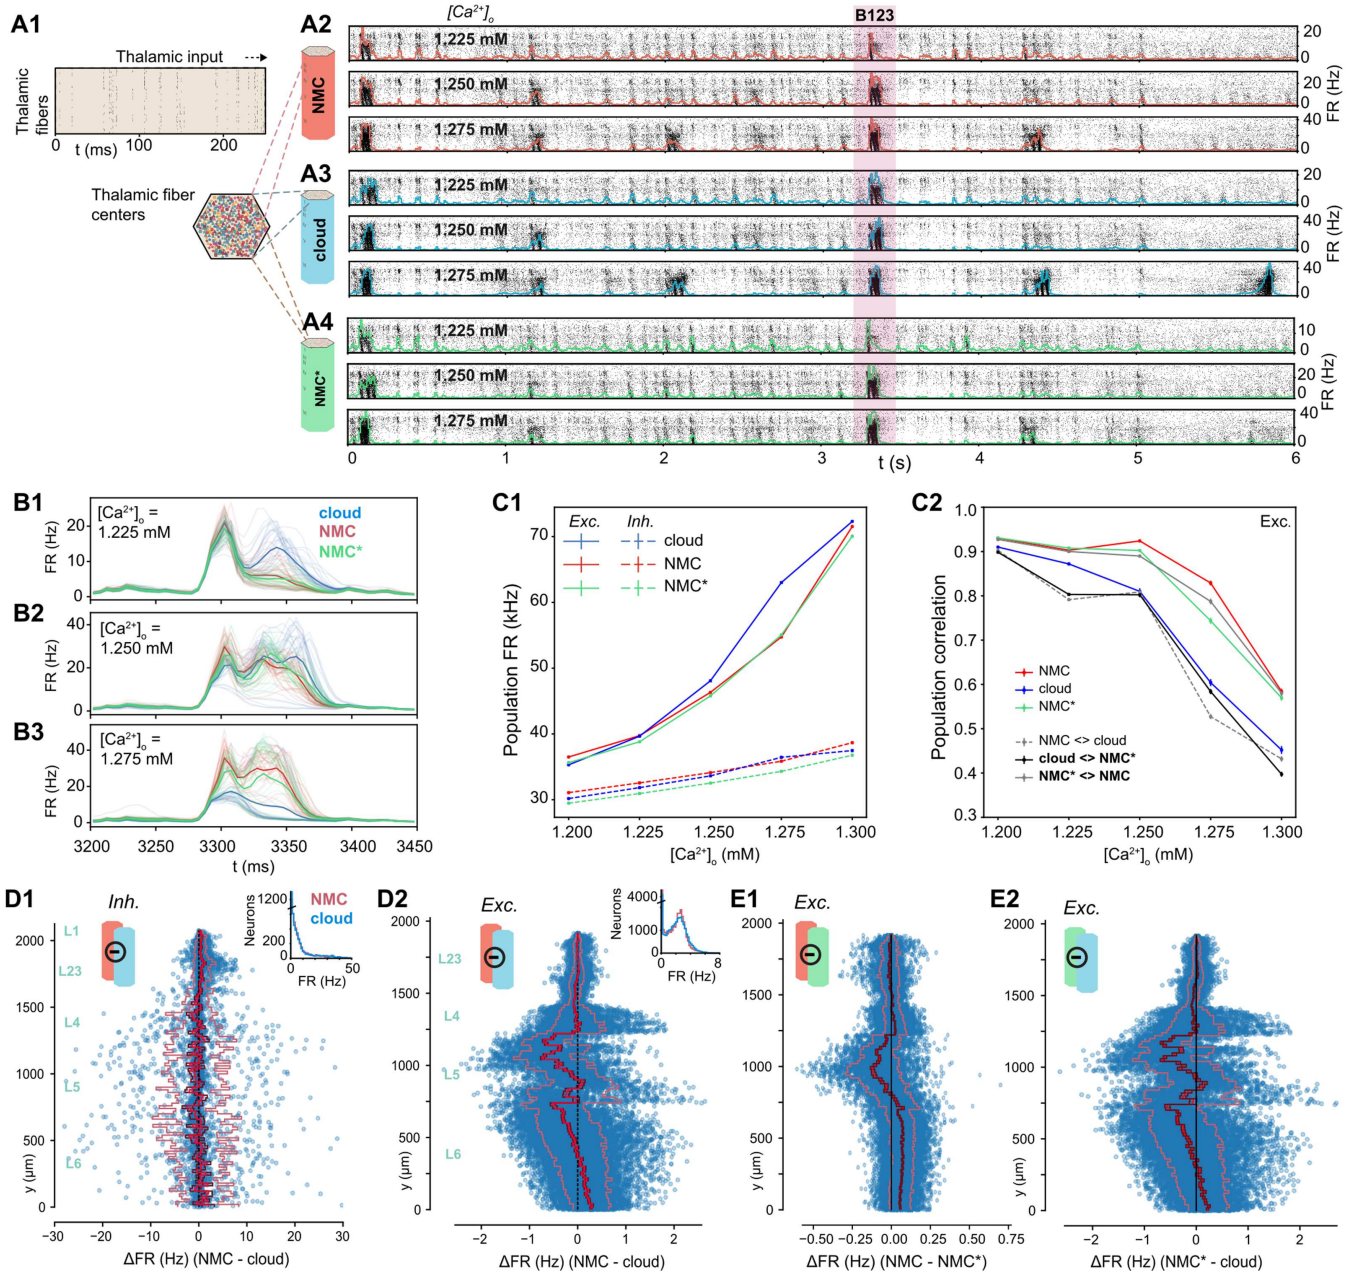 A1
Thalamic input
Thalamic fibers
0 100 200
t (ms)
Thalamic fiber centers
A2
[Ca²⁺]ₒ
B123
NMC
1.225 mM
20
0
1.250 mM
20
0
FR (Hz)
1.275 mM
40
0
A3
cloud
1.225 mM
20
0
1.250 mM
40
0
FR (Hz)
1.275 mM
40
0
A4
NMC*
1.225 mM
10
0
1.250 mM
20
0
FR (Hz)
1.275 mM
40
0
0 1 2 3 4 5 6
t (s)
B1
[Ca²⁺]ₒ =
1.225 mM
cloud
NMC
NMC*
FR (Hz)
20
10
0
B2
[Ca²⁺]ₒ =
1.250 mM
FR (Hz)
40
20
0
B3
[Ca²⁺]ₒ =
1.275 mM
FR (Hz)
40
20
0
3200 3250 3300 3350 3400 3450
t (ms)
C1
Exc. Inh.
cloud
NMC
NMC*
Population FR (kHz)
70
60
50
40
30
1.200 1.225 1.250 1.275 1.300
[Ca²⁺]ₒ (mM)
C2
Exc.
Population correlation
1.0
0.9
0.8
0.7
0.6
0.5
0.4
0.3
NMC
cloud
NMC*
NMC <> cloud
cloud <> NMC*
NMC* <> NMC
1.200 1.225 1.250 1.275 1.300
[Ca²⁺]ₒ (mM)
D1
Inh.
NMC
cloud
Neurons
1200
200
0
0 50
FR (Hz)
L1
L23
L4
L5
L6
2000
1500
1000
500
0
y (µm)
−30 −20 −10 0 10 20 30
ΔFR (Hz) (NMC - cloud)
D2
Exc.
Neurons
4000
1000
0
0 8
FR (Hz)
L23
L4
L5
L6
2000
1500
1000
500
0
y (µm)
−2 −1 0 1 2
ΔFR (Hz) (NMC - cloud)
E1
Exc.
2000
1500
1000
500
0
y (µm)
−0.50 −0.25 0.00 0.25 0.50 0.75
ΔFR (Hz) (NMC - NMC*)
E2
Exc.
2000
1500
1000
500
0
y (µm)
−2 −1 0 1 2
ΔFR (Hz) (NMC* - cloud)